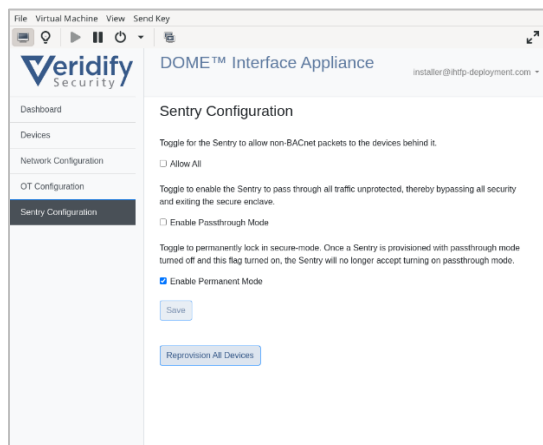 File Virtual Machine View Send Key
Veridify
Security
DOME™ Interface Appliance
installer@ihtfp-deployment.com
Dashboard
Devices
Network Configuration
OT Configuration
Sentry Configuration
Sentry Configuration
Toggle for the Sentry to allow non-BACnet packets to the devices behind it.
Allow All
Toggle to enable the Sentry to pass through all traffic unprotected, thereby bypassing all security
and exiting the secure enclave.
Enable Passthrough Mode
Toggle to permanently lock in secure-mode. Once a Sentry is provisioned with passthrough mode
turned off and this flag turned on, the Sentry will no longer accept turning on passthrough mode.
Enable Permanent Mode
Save
Reprovision All Devices